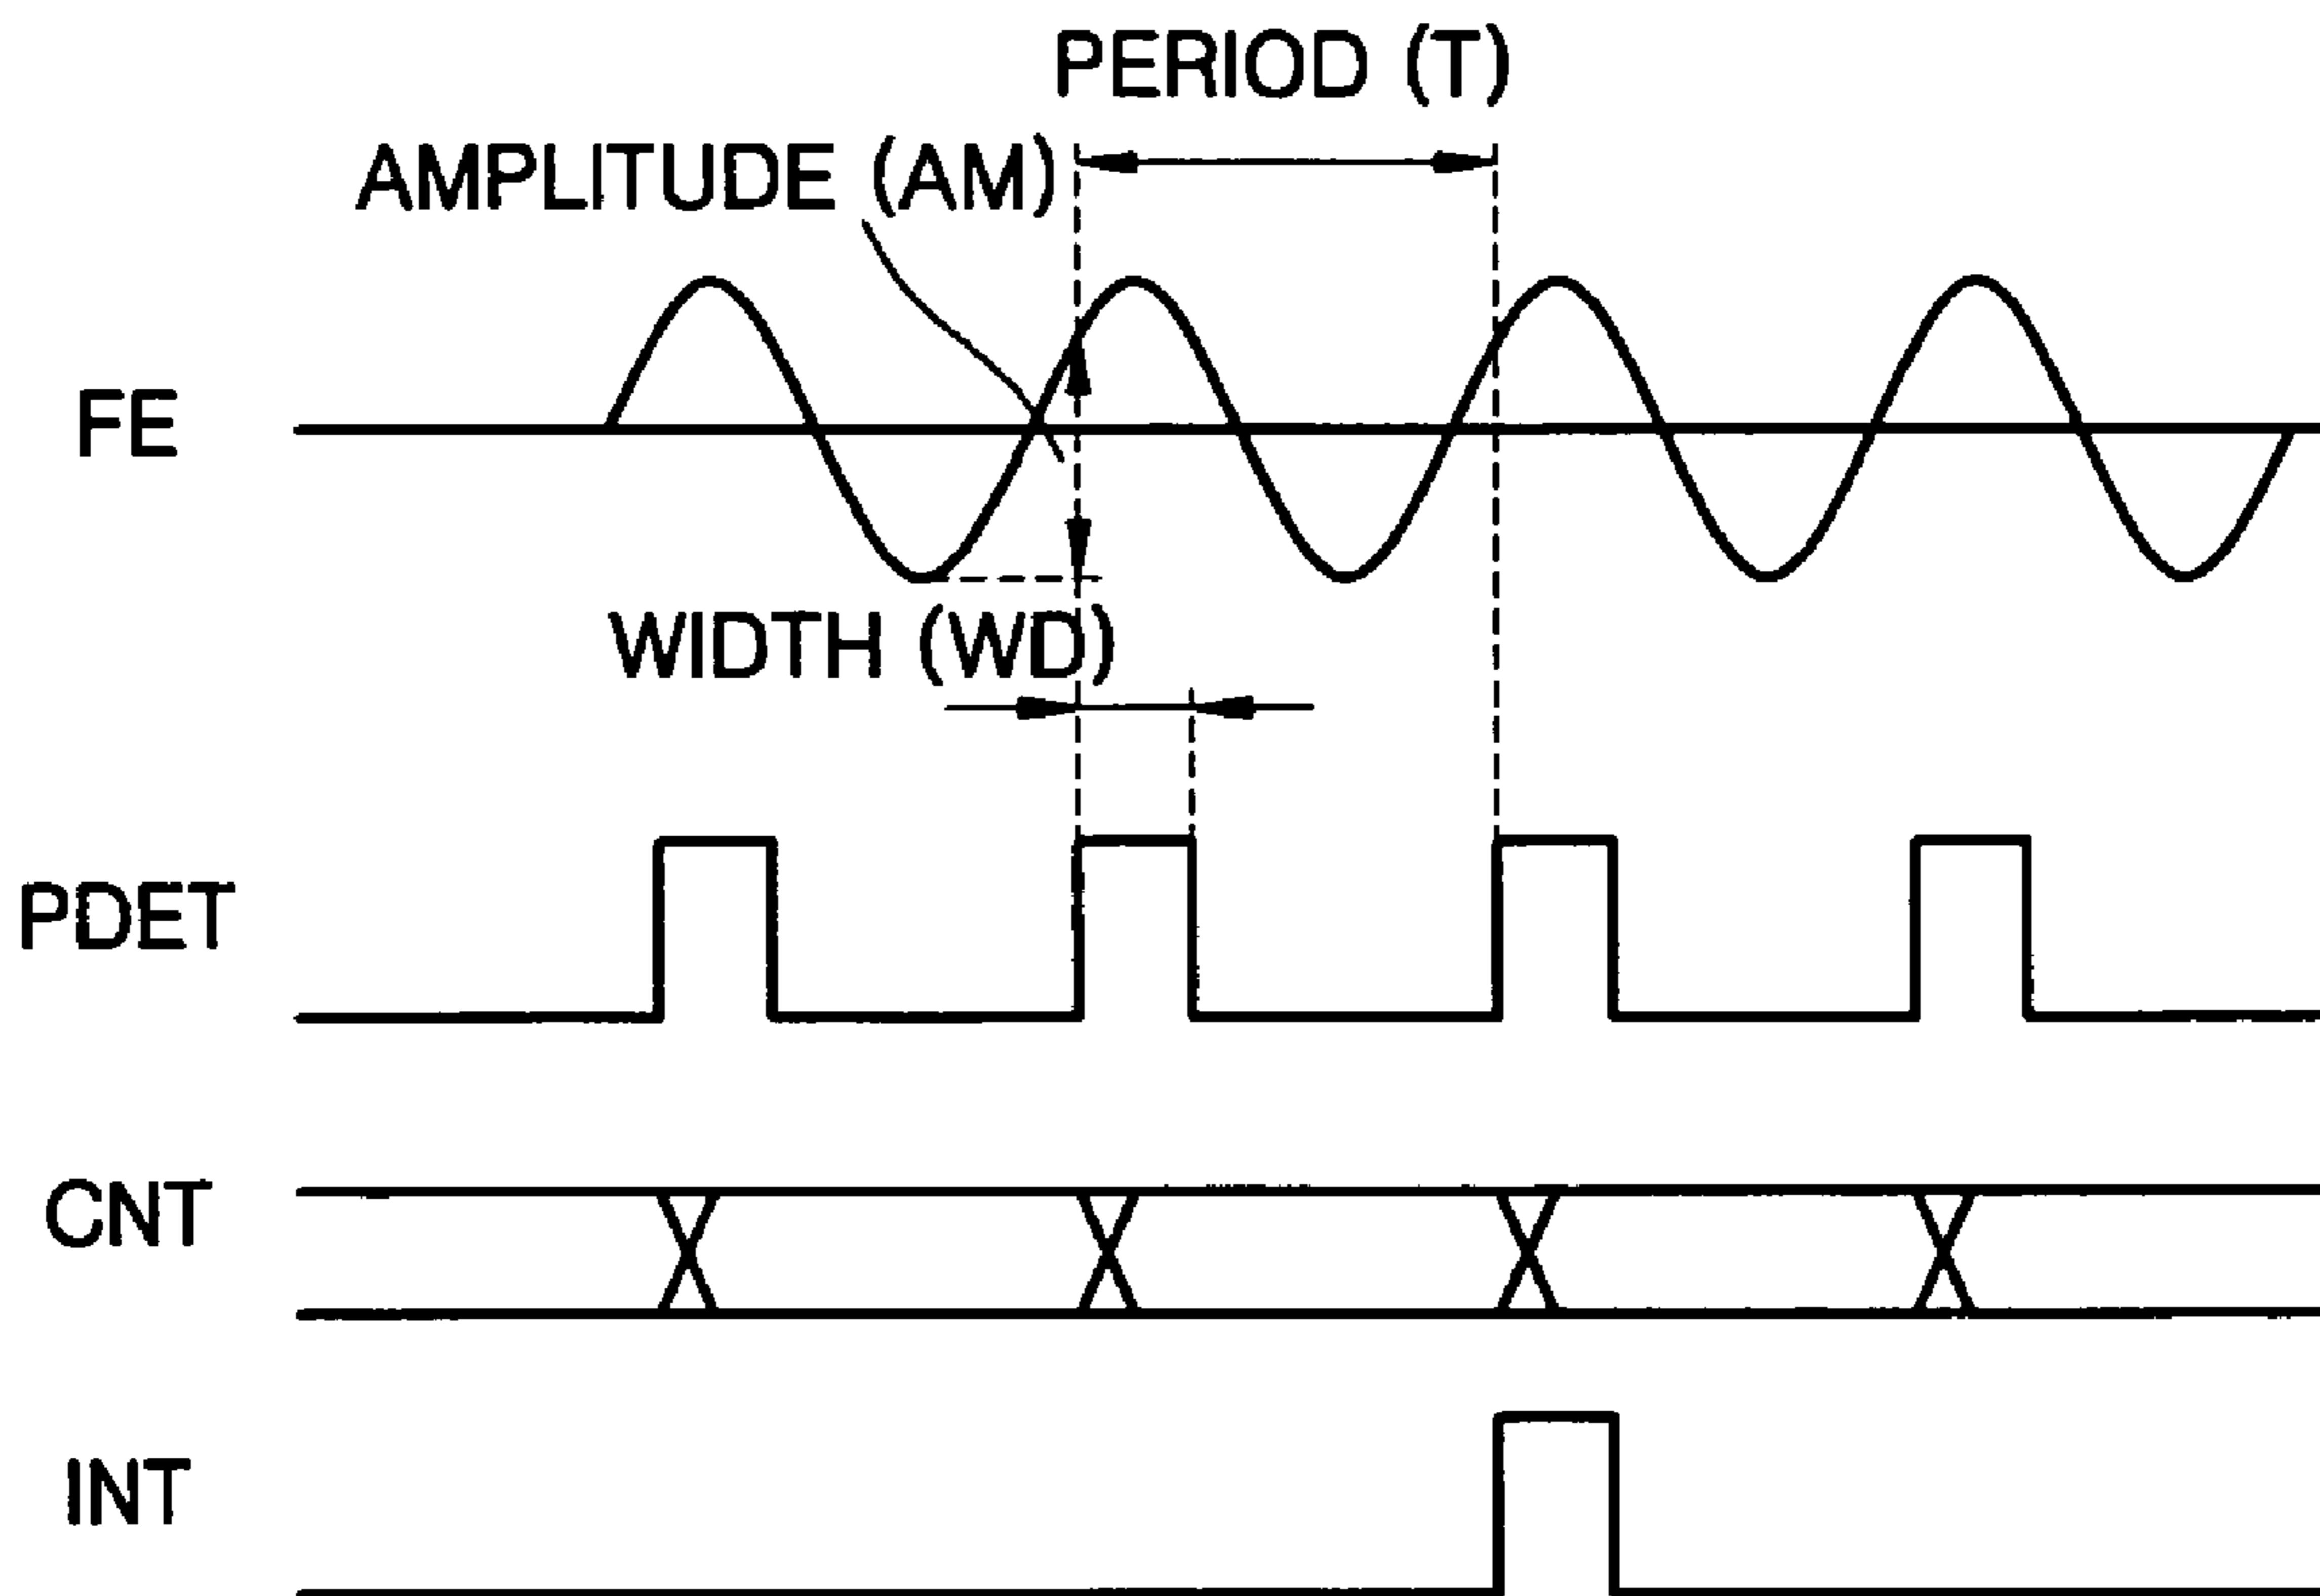 PERIOD (T)
AMPLITUDE (AM)
FE
WIDTH (WD)
PDET
CNT
INT